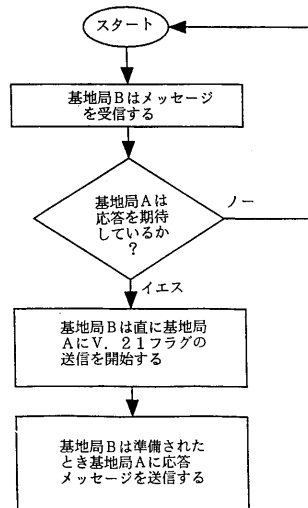 スタート
基地局Bはメッセージ
を受信する
基地局Aは
応答を期待
しているか
?
ノー
イエス
基地局Bは直に基地局
AにV.21フラグの
送信を開始する
基地局Bは準備された
とき基地局Aに応答
メッセージを送信する